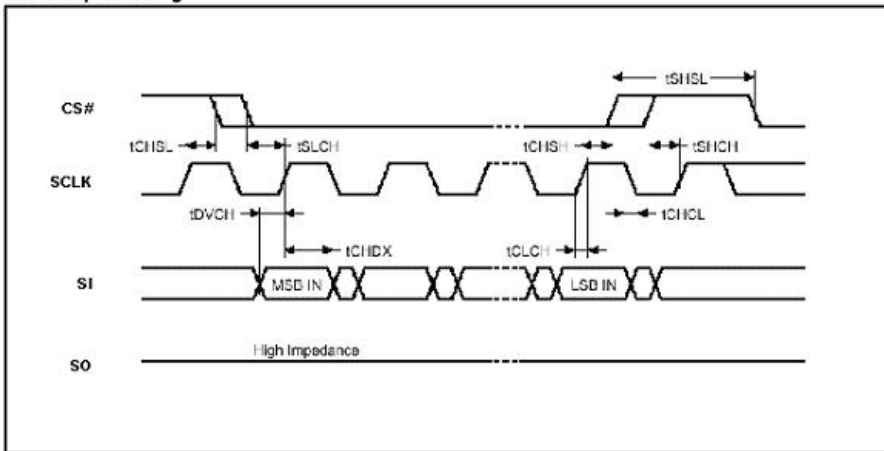 CS#
tSHSL
tCHSL
tSLCH
tCHSH
tSHCH
SCLK
tDVCH
tCHCL
tCHDX
tCLCH
SI
MSB IN
LSB IN
High Impedance
SO